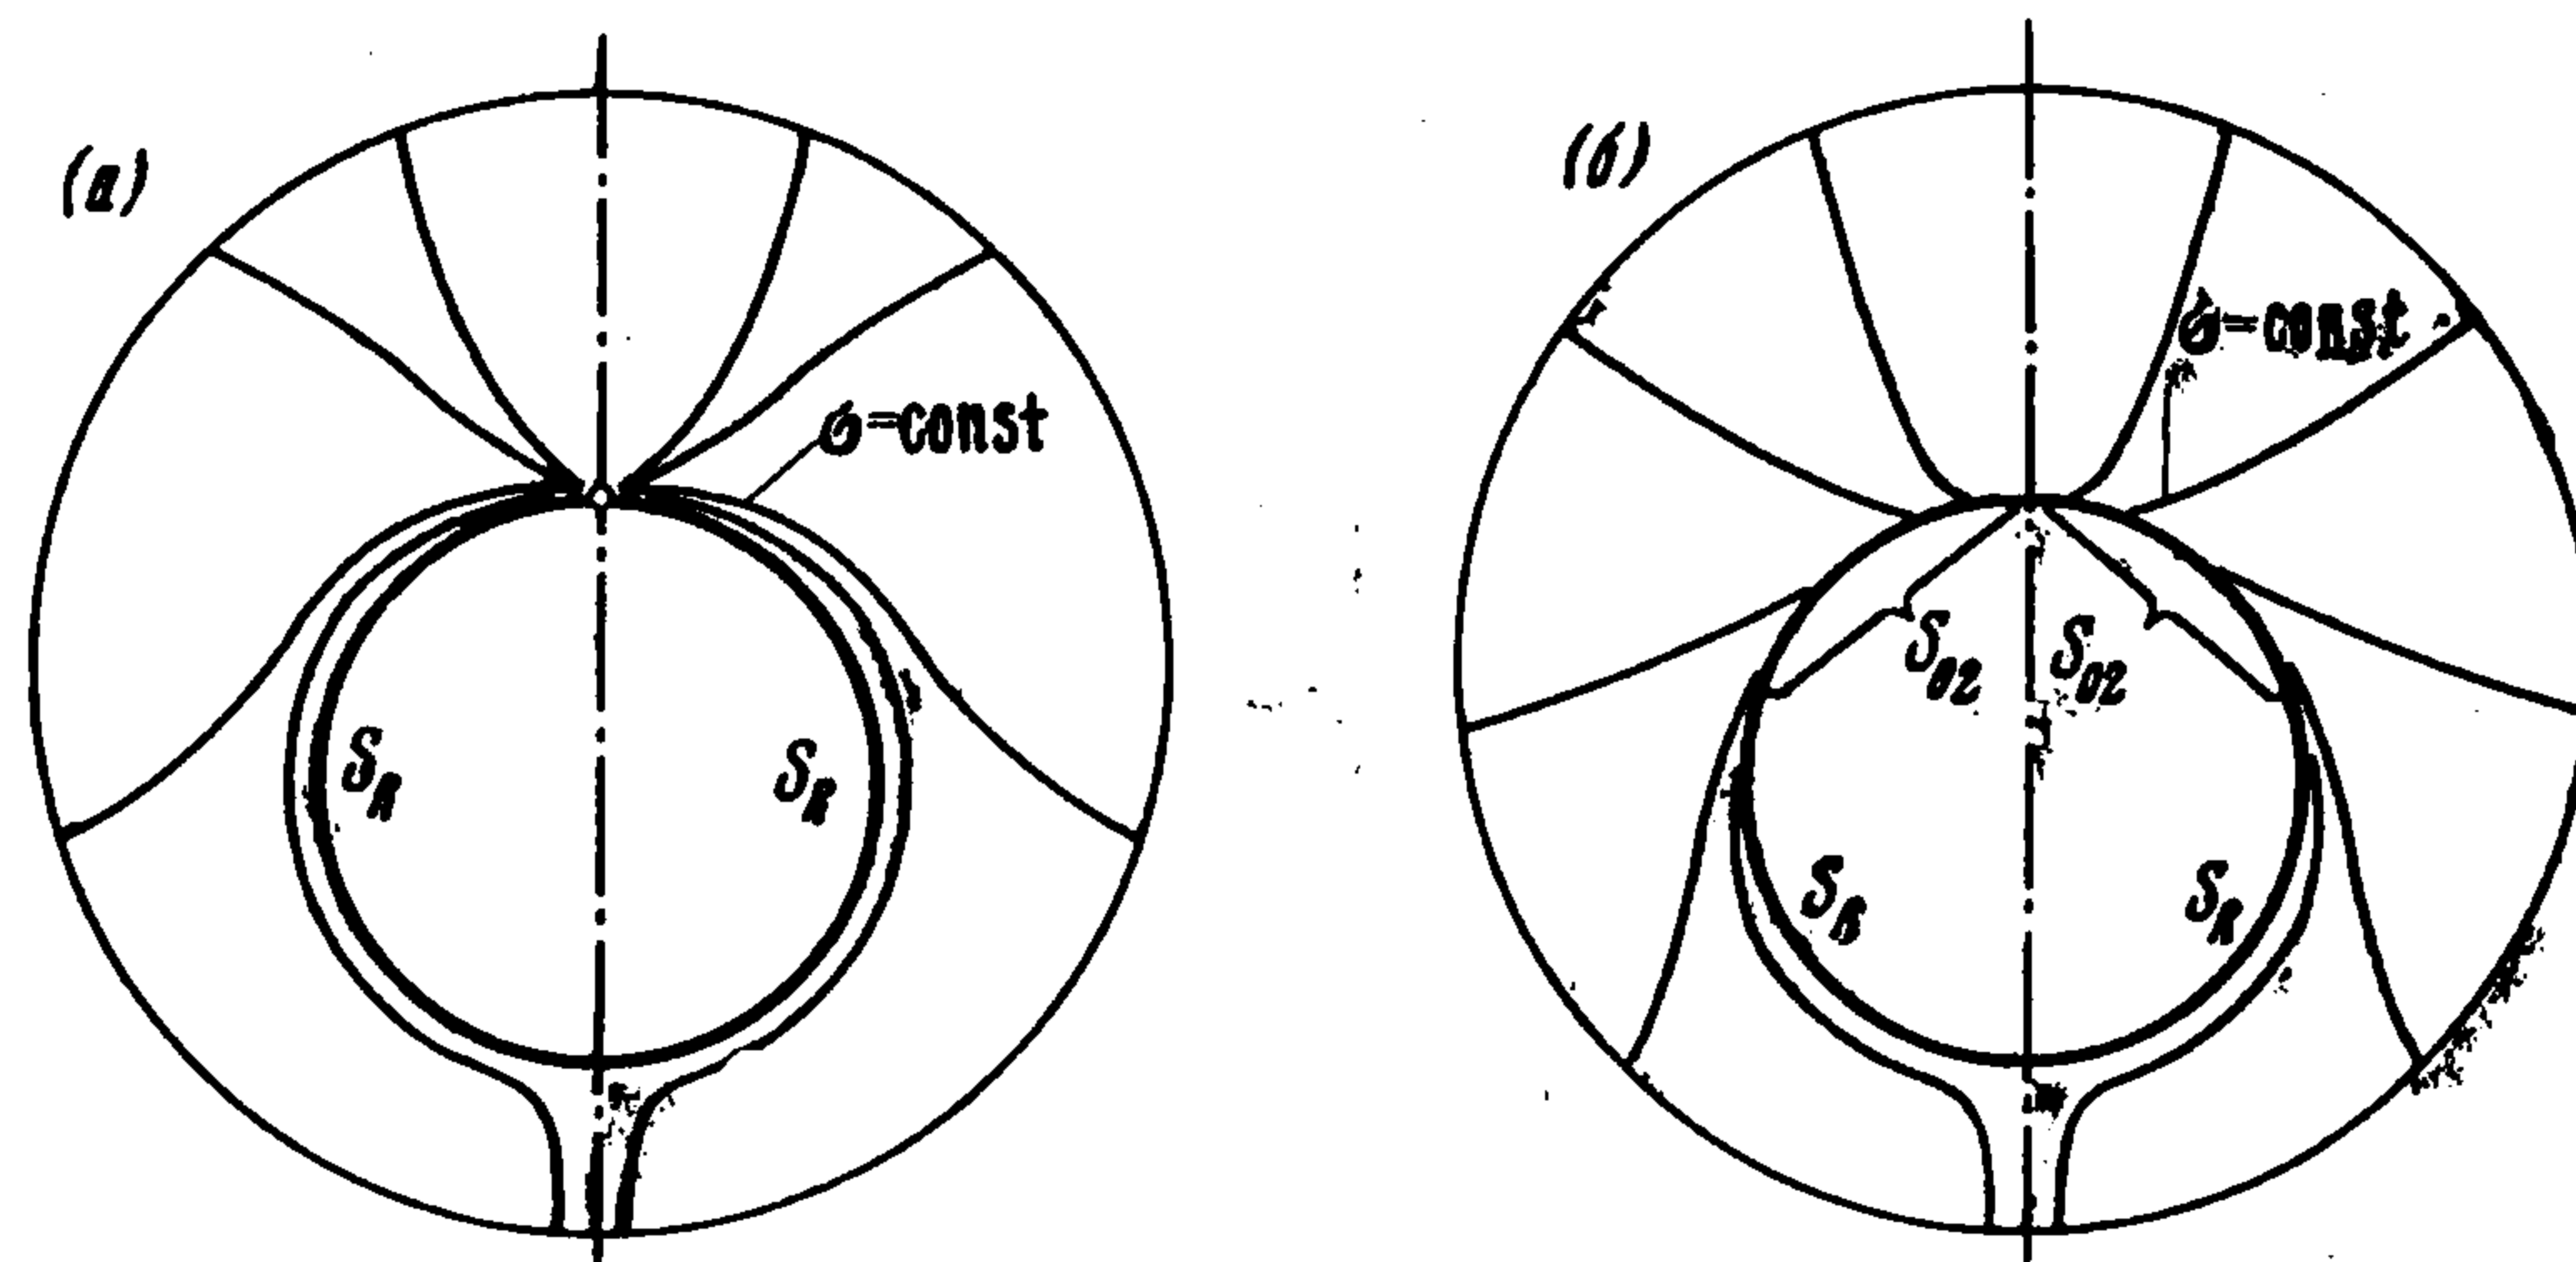 (а)
σ=const
S_R
S_R
(б)
σ=const
S_02
S_02
S_R
S_R